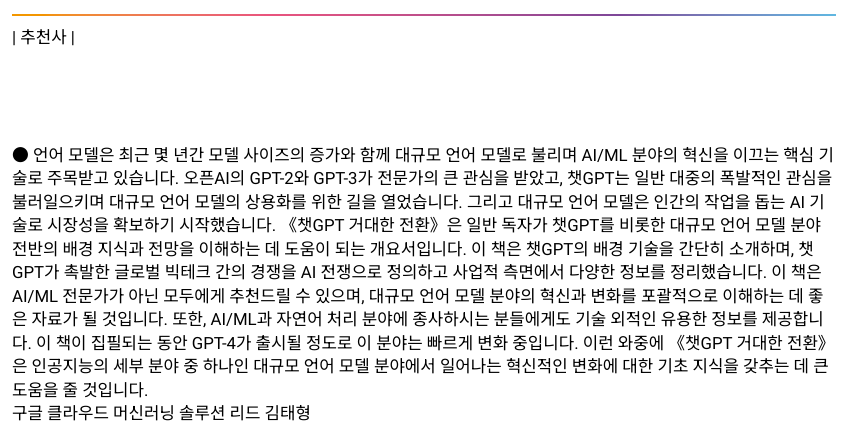 | 추천사 |
● 언어 모델은 최근 몇 년간 모델 사이즈의 증가와 함께 대규모 언어 모델로 불리며 AI/ML 분야의 혁신을 이끄는 핵심 기
술로 주목받고 있습니다. 오픈AI의 GPT-2와 GPT-3가 전문가의 큰 관심을 받았고, 챗GPT는 일반 대중의 폭발적인 관심을
불러일으키며 대규모 언어 모델의 상용화를 위한 길을 열었습니다. 그리고 대규모 언어 모델은 인간의 작업을 돕는 AI 기
술로 시장성을 확보하기 시작했습니다. 《챗GPT 거대한 전환》은 일반 독자가 챗GPT를 비롯한 대규모 언어 모델 분야
전반의 배경 지식과 전망을 이해하는 데 도움이 되는 개요서입니다. 이 책은 챗GPT의 배경 기술을 간단히 소개하며, 챗
GPT가 촉발한 글로벌 빅테크 간의 경쟁을 AI 전쟁으로 정의하고 사업적 측면에서 다양한 정보를 정리했습니다. 이 책은
AI/ML 전문가가 아닌 모두에게 추천드릴 수 있으며, 대규모 언어 모델 분야의 혁신과 변화를 포괄적으로 이해하는 데 좋
은 자료가 될 것입니다. 또한, AI/ML과 자연어 처리 분야에 종사하시는 분들에게도 기술 외적인 유용한 정보를 제공합니
다. 이 책이 집필되는 동안 GPT-4가 출시될 정도로 이 분야는 빠르게 변화 중입니다. 이런 와중에 《챗GPT 거대한 전환》
은 인공지능의 세부 분야 중 하나인 대규모 언어 모델 분야에서 일어나는 혁신적인 변화에 대한 기초 지식을 갖추는 데 큰
도움을 줄 것입니다.
구글 클라우드 머신러닝 솔루션 리드 김태형